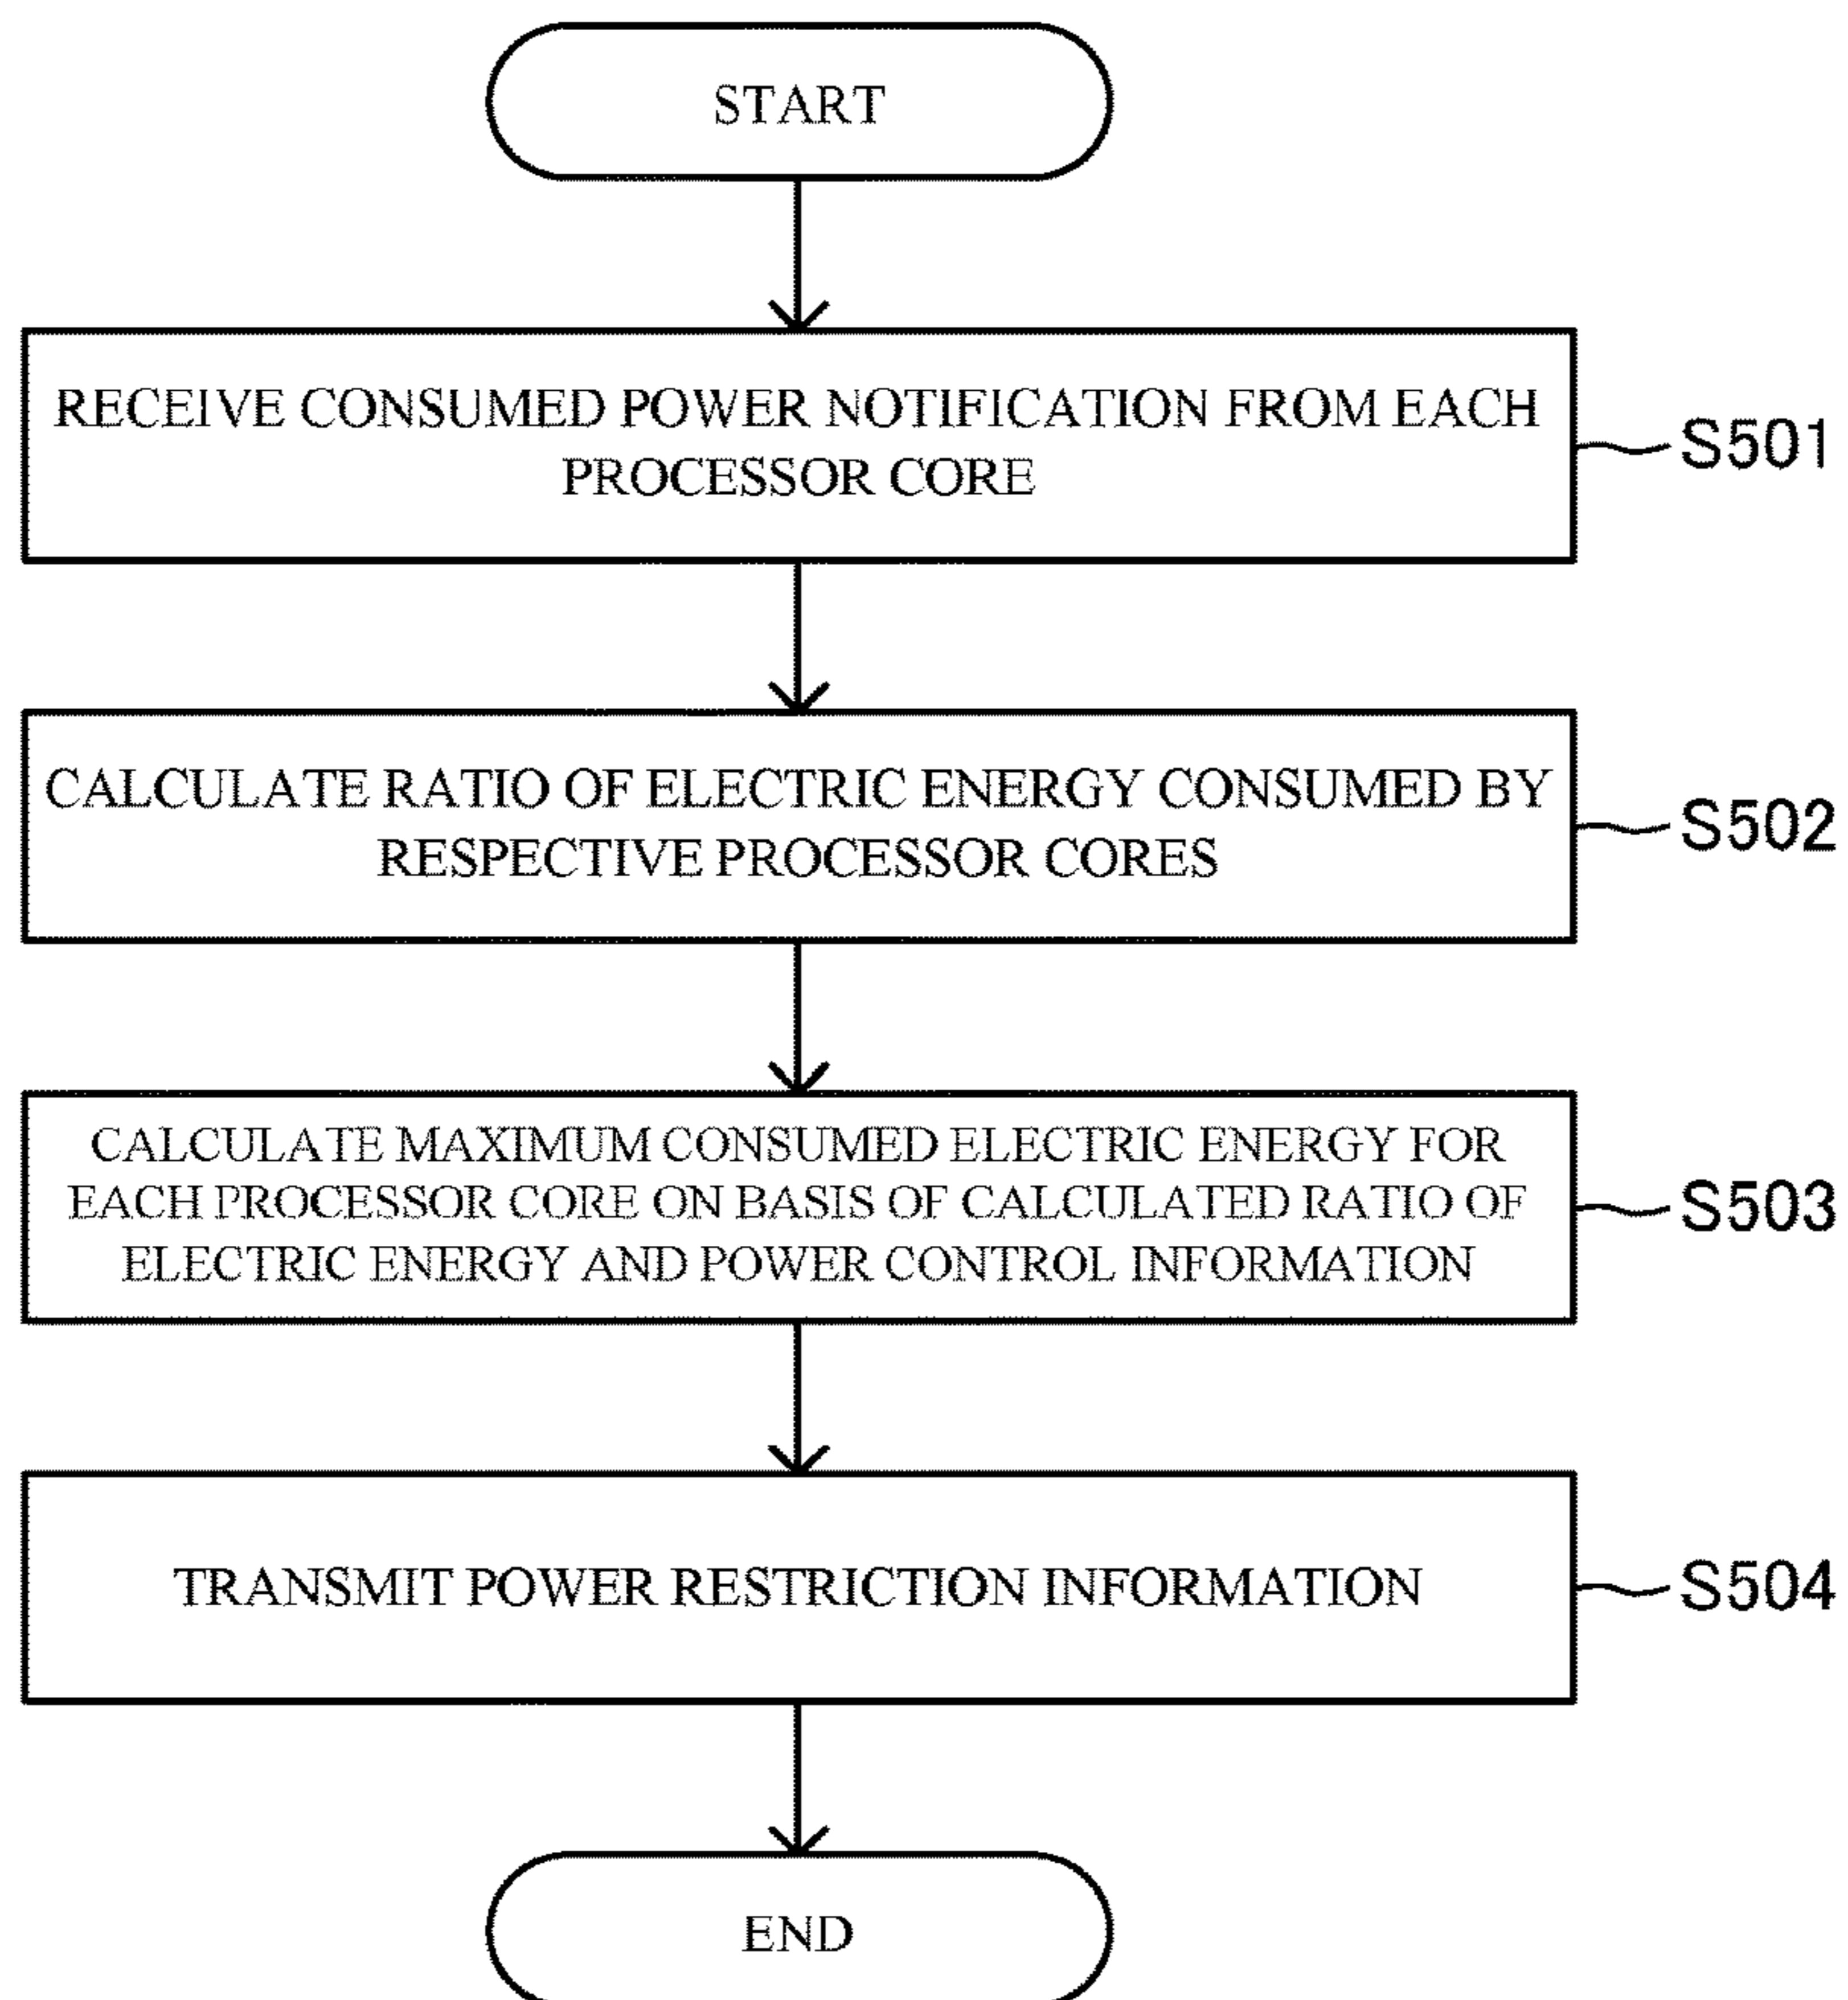 START
RECEIVE CONSUMED POWER NOTIFICATION FROM EACH
PROCESSOR CORE
S501
CALCULATE RATIO OF ELECTRIC ENERGY CONSUMED BY
RESPECTIVE PROCESSOR CORES
S502
CALCULATE MAXIMUM CONSUMED ELECTRIC ENERGY FOR
EACH PROCESSOR CORE ON BASIS OF CALCULATED RATIO OF
ELECTRIC ENERGY AND POWER CONTROL INFORMATION
S503
TRANSMIT POWER RESTRICTION INFORMATION
S504
END